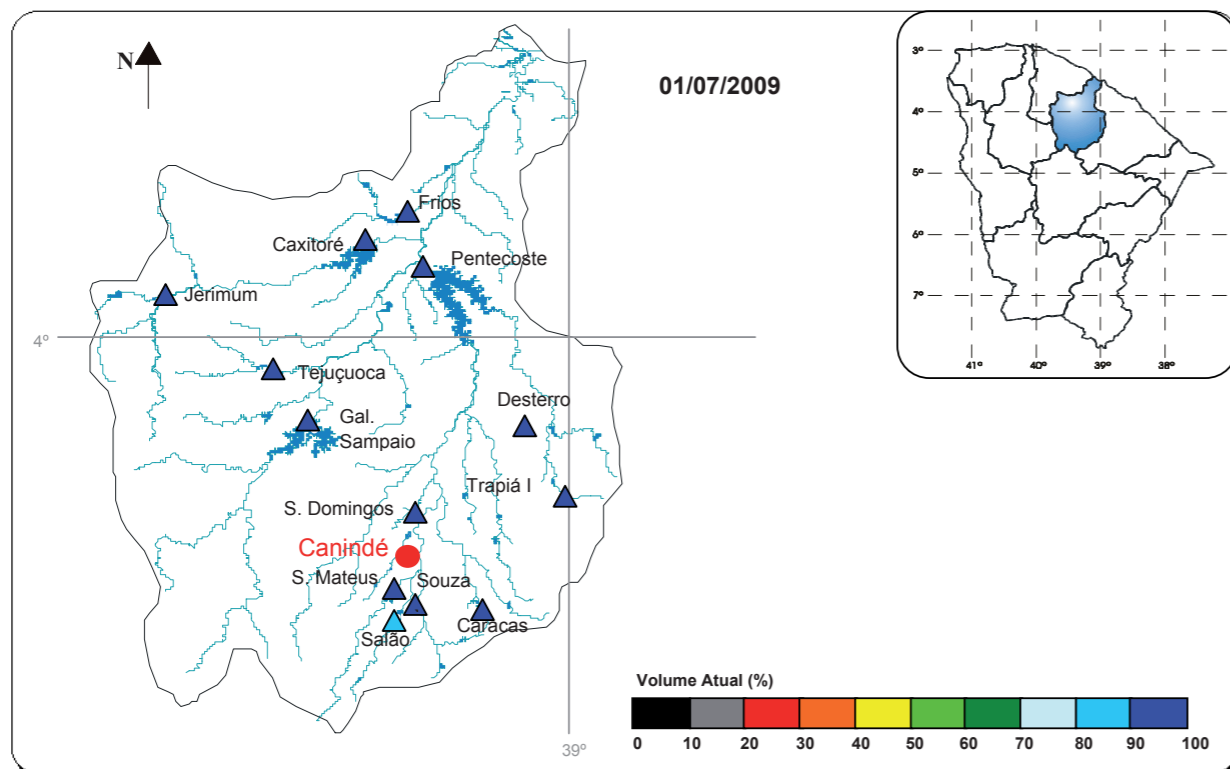 N
01/07/2009
3º
4º
5º
6º
7º
41º 40º 39º 38º
Frios
Caxitoré
Pentecoste
Jerimum
4º
Tejuçuoca
Desterro
Gal.
Sampaio
Trapiá I
S. Domingos
Canindé
S. Mateus
Souza
Caracas
Salão
39º
Volume Atual (%)
0 10 20 30 40 50 60 70 80 90 100